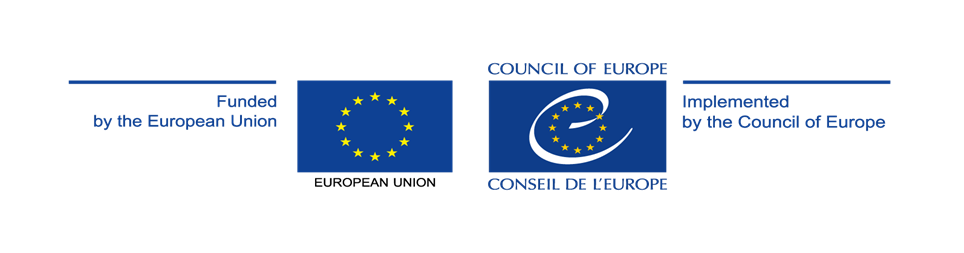 Funded
by the European Union
EUROPEAN UNION
COUNCIL OF EUROPE
CONSEIL DE L'EUROPE
Implemented
by the Council of Europe